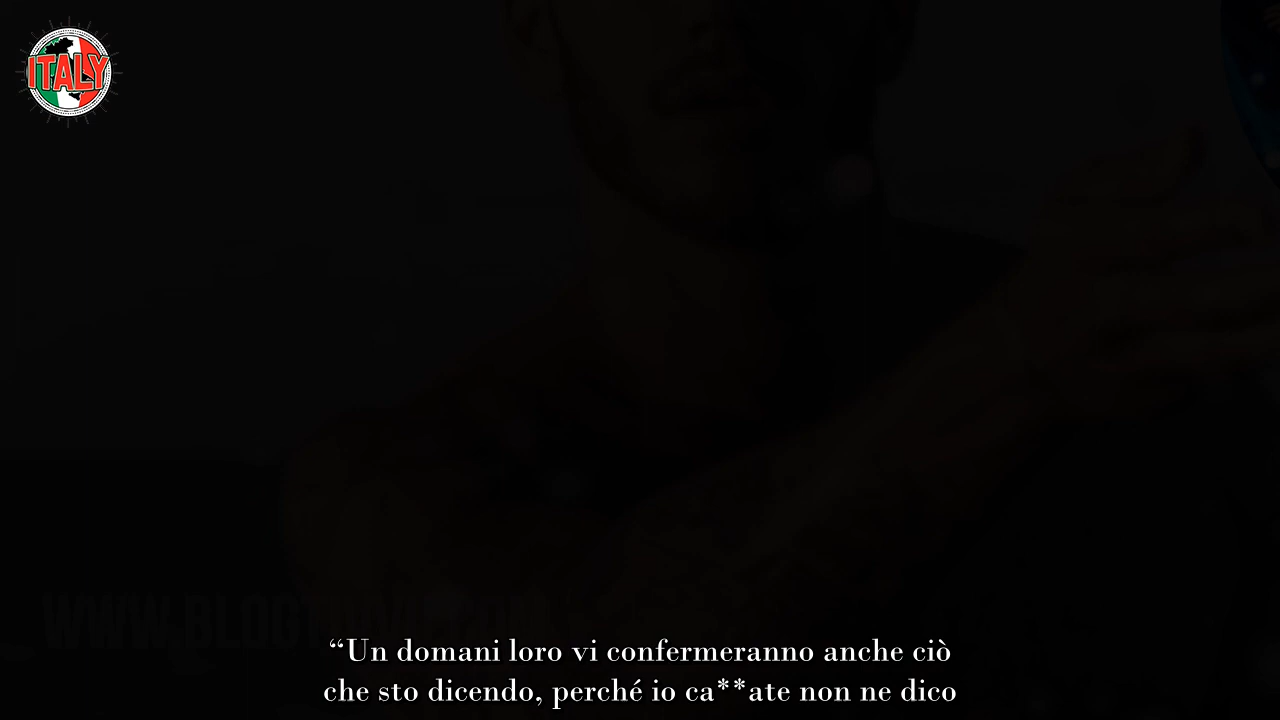 ITALY
“Un domani loro vi confermeranno anche ciò
che sto dicendo, perché io ca**ate non ne dico